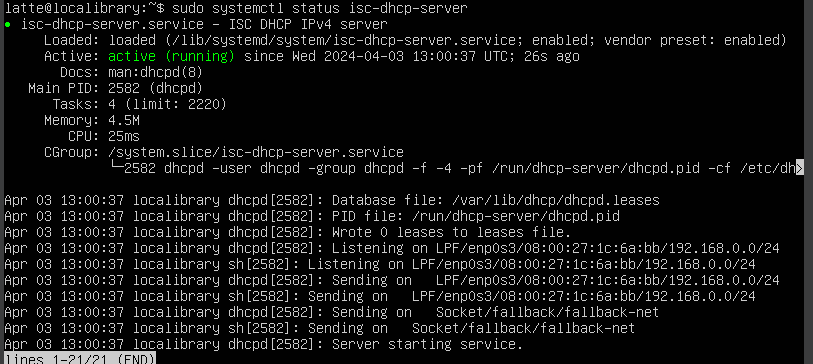 latte@localibrary:~$ sudo systemctl status isc-dhcp-server
● isc-dhcp-server.service - ISC DHCP IPv4 server
     Loaded: loaded (/lib/systemd/system/isc-dhcp-server.service; enabled; vendor preset: enabled)
     Active: active (running) since Wed 2024-04-03 13:00:37 UTC; 26s ago
       Docs: man:dhcpd(8)
   Main PID: 2582 (dhcpd)
      Tasks: 4 (limit: 2220)
     Memory: 4.5M
        CPU: 25ms
     CGroup: /system.slice/isc-dhcp-server.service
             └─2582 dhcpd -user dhcpd -group dhcpd -f -4 -pf /run/dhcp-server/dhcpd.pid -cf /etc/dh>

Apr 03 13:00:37 localibrary dhcpd[2582]: Database file: /var/lib/dhcp/dhcpd.leases
Apr 03 13:00:37 localibrary dhcpd[2582]: PID file: /run/dhcp-server/dhcpd.pid
Apr 03 13:00:37 localibrary dhcpd[2582]: Wrote 0 leases to leases file.
Apr 03 13:00:37 localibrary dhcpd[2582]: Listening on LPF/enp0s3/08:00:27:1c:6a:bb/192.168.0.0/24
Apr 03 13:00:37 localibrary sh[2582]: Listening on LPF/enp0s3/08:00:27:1c:6a:bb/192.168.0.0/24
Apr 03 13:00:37 localibrary dhcpd[2582]: Sending on   LPF/enp0s3/08:00:27:1c:6a:bb/192.168.0.0/24
Apr 03 13:00:37 localibrary sh[2582]: Sending on   LPF/enp0s3/08:00:27:1c:6a:bb/192.168.0.0/24
Apr 03 13:00:37 localibrary dhcpd[2582]: Sending on   Socket/fallback/fallback-net
Apr 03 13:00:37 localibrary sh[2582]: Sending on   Socket/fallback/fallback-net
Apr 03 13:00:37 localibrary dhcpd[2582]: Server starting service.
lines 1-21/21 (END)